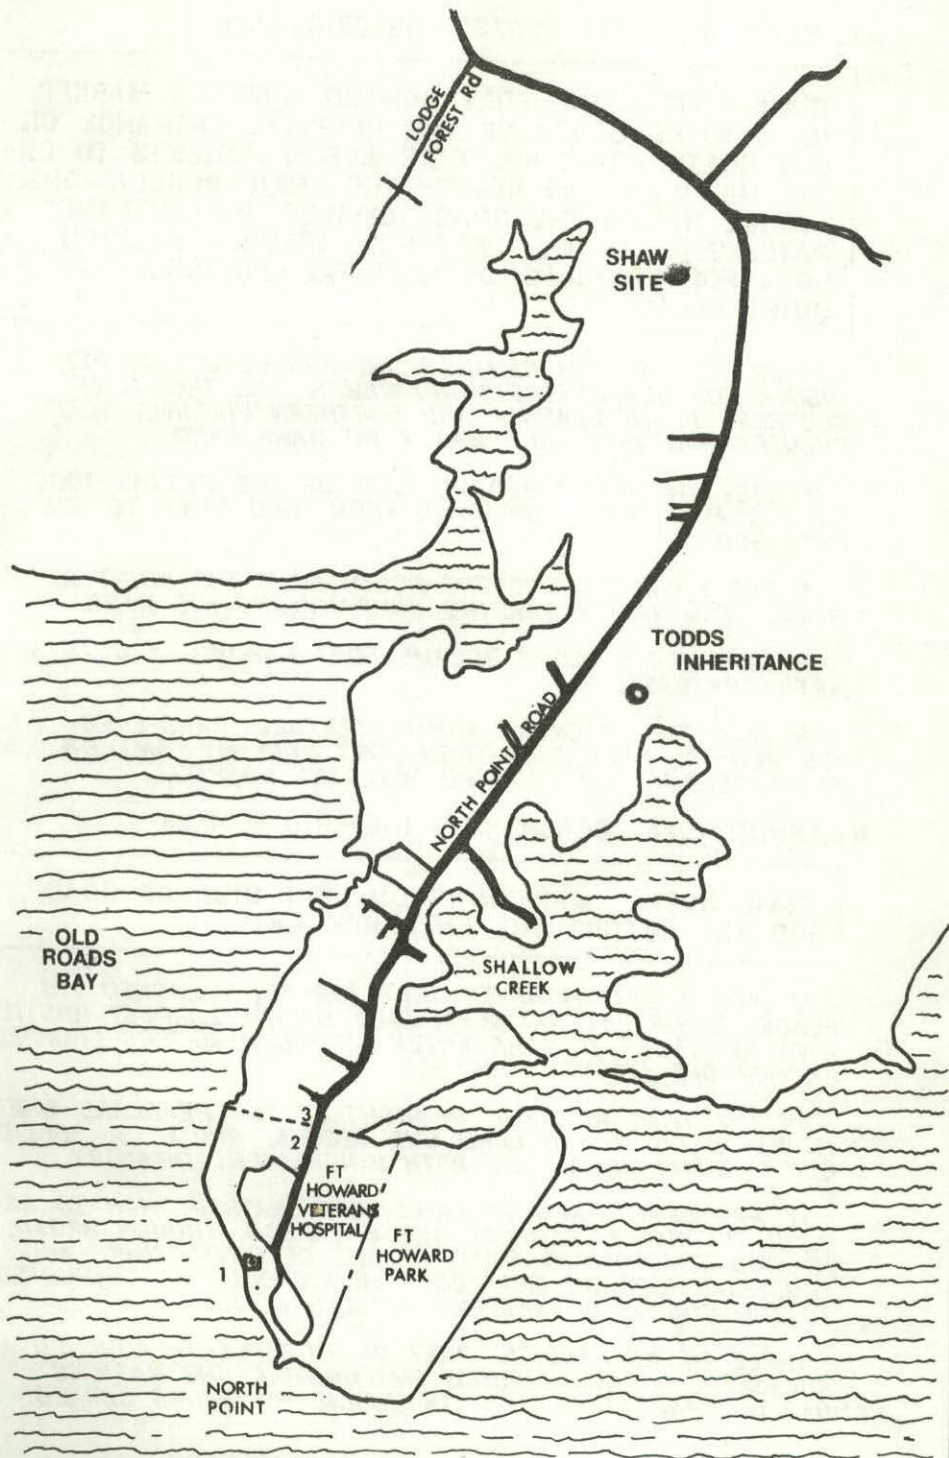 LODGE
FOREST Rd
SHAW
SITE
TODDS
INHERITANCE
NORTH POINT ROAD
OLD
ROADS
BAY
SHALLOW
CREEK
3
2
FT
HOWARD
VETERANS
HOSPITAL
FT
HOWARD
PARK
1
NORTH
POINT